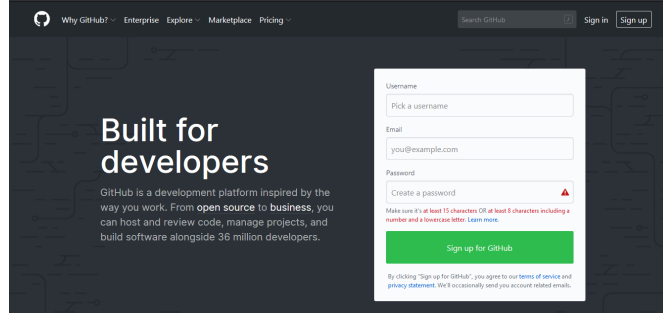 Why GitHub? Enterprise Explore Marketplace Pricing Search GitHub / Sign in Sign up
Built for
developers
GitHub is a development platform inspired by the
way you work. From open source to business, you
can host and review code, manage projects, and
build software alongside 36 million developers.
Username
Pick a username
Email
you@example.com
Password
Create a password
Make sure it's at least 15 characters OR at least 8 characters including a
number and a lowercase letter. Learn more.
Sign up for GitHub
By clicking "Sign up for GitHub", you agree to our terms of service and
privacy statement. We'll occasionally send you account related emails.